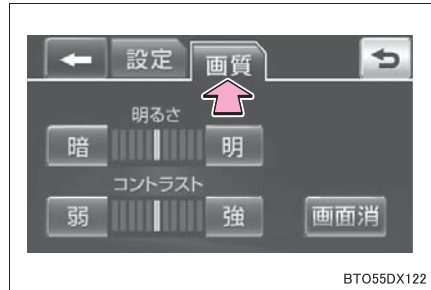 設定 画質
明るさ
暗 明
コントラスト
弱 強 画面消
BTO55DX122